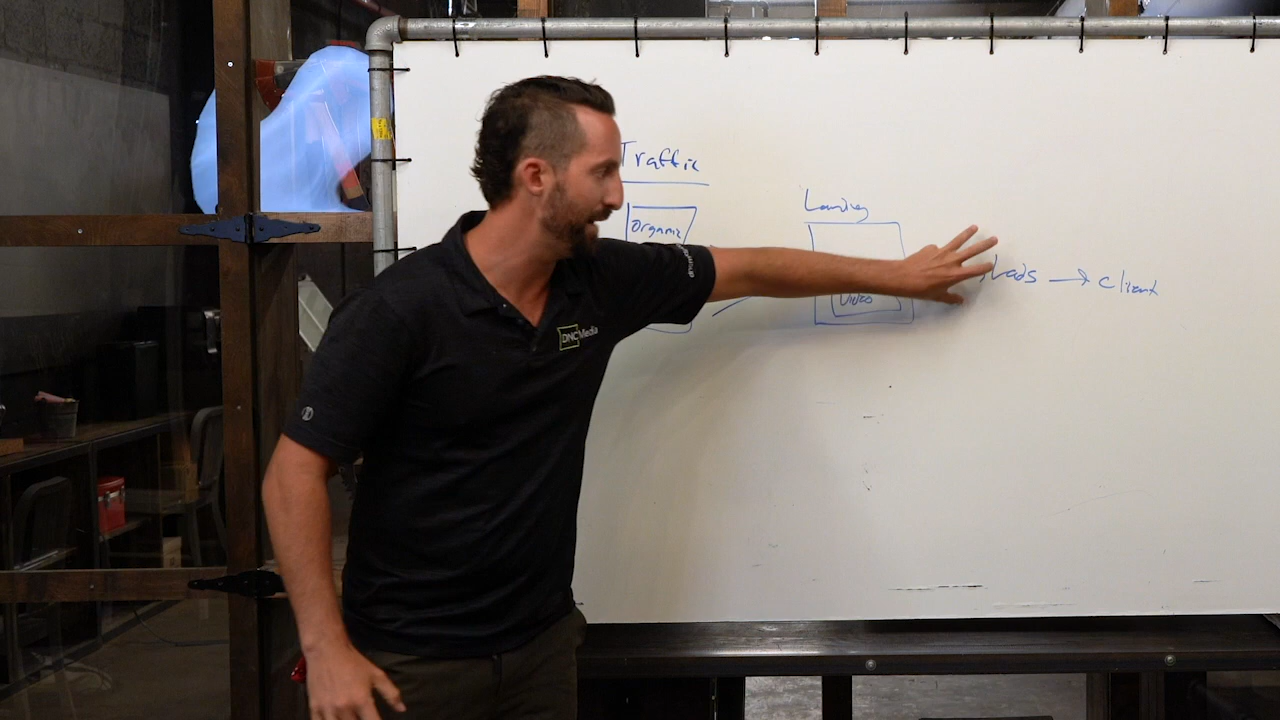 Traffic
Organic
Landing
Video
Leads → Client
DNC Media